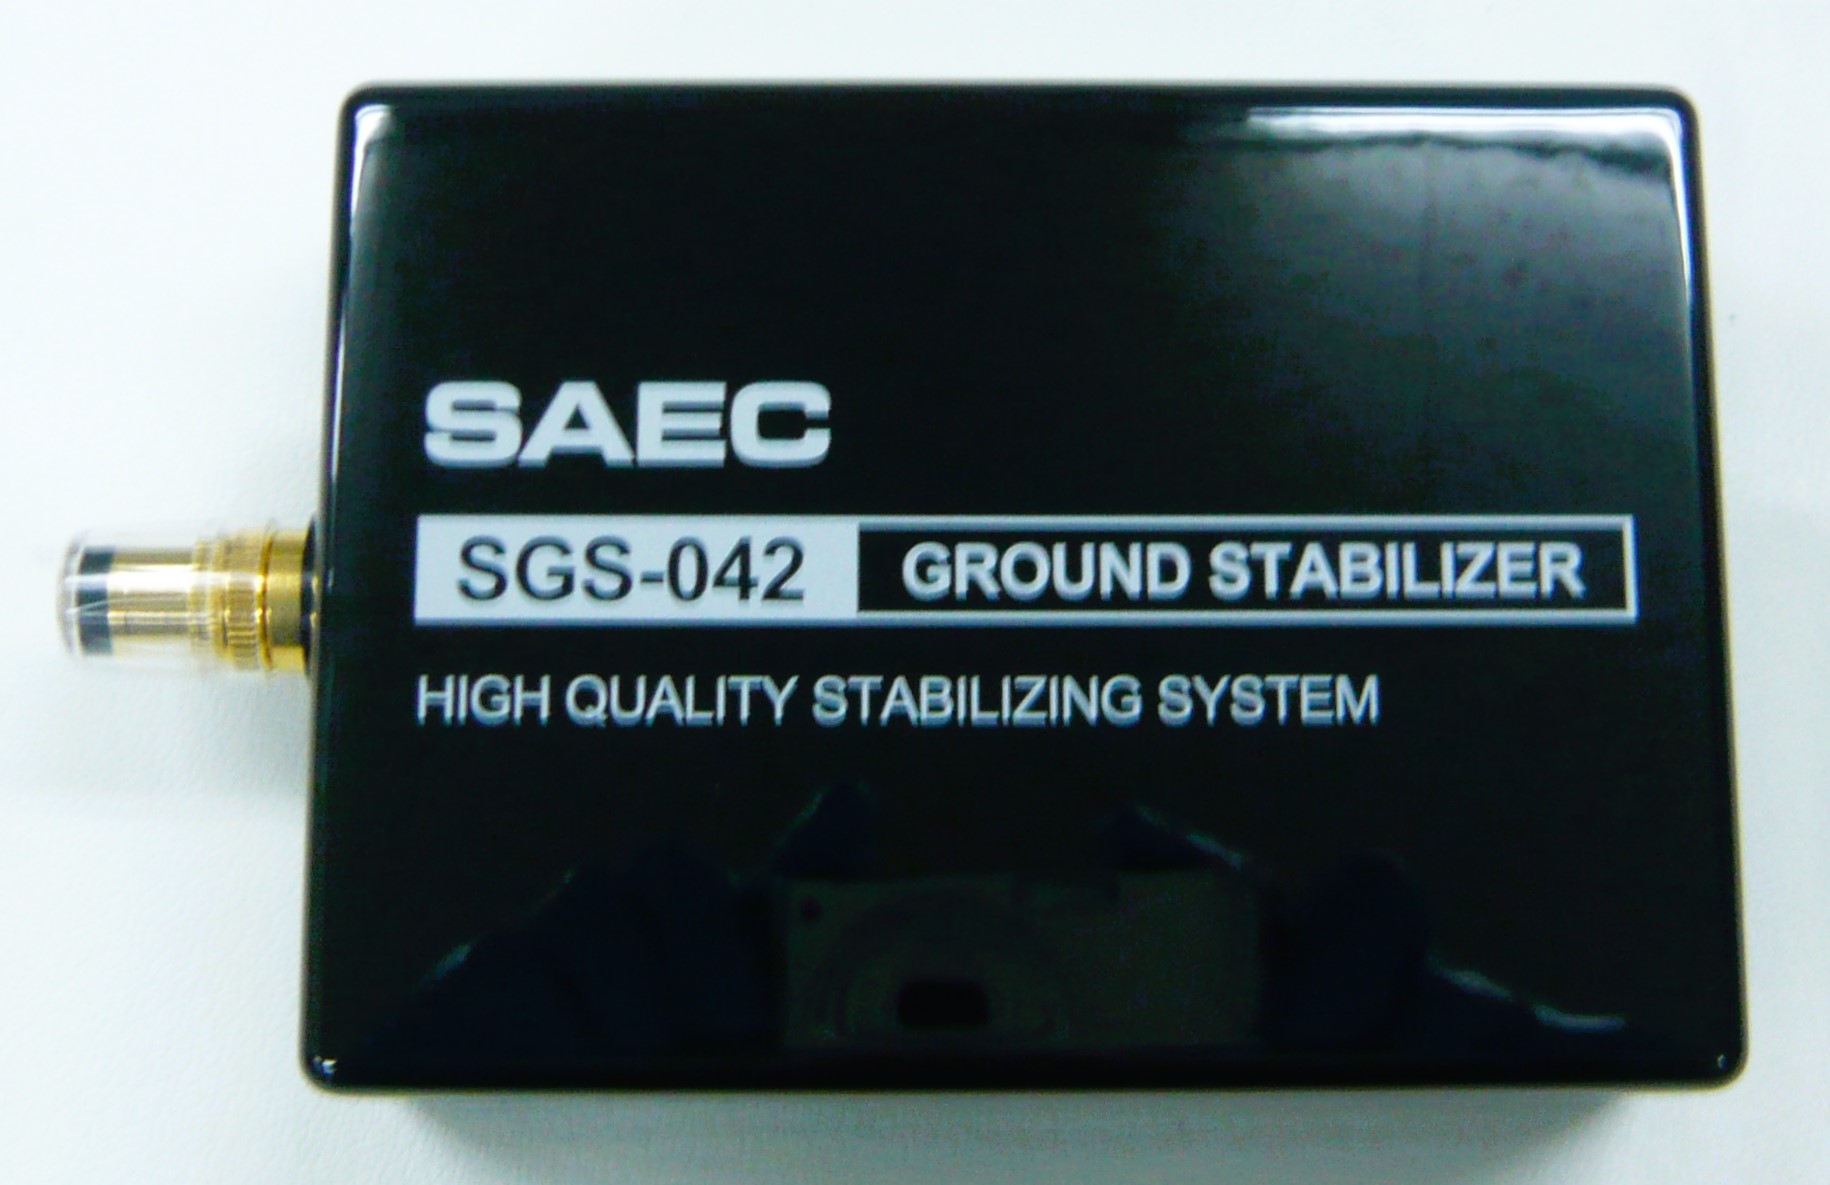 SAEC
SGS-042 GROUND STABILIZER
HIGH QUALITY STABILIZING SYSTEM